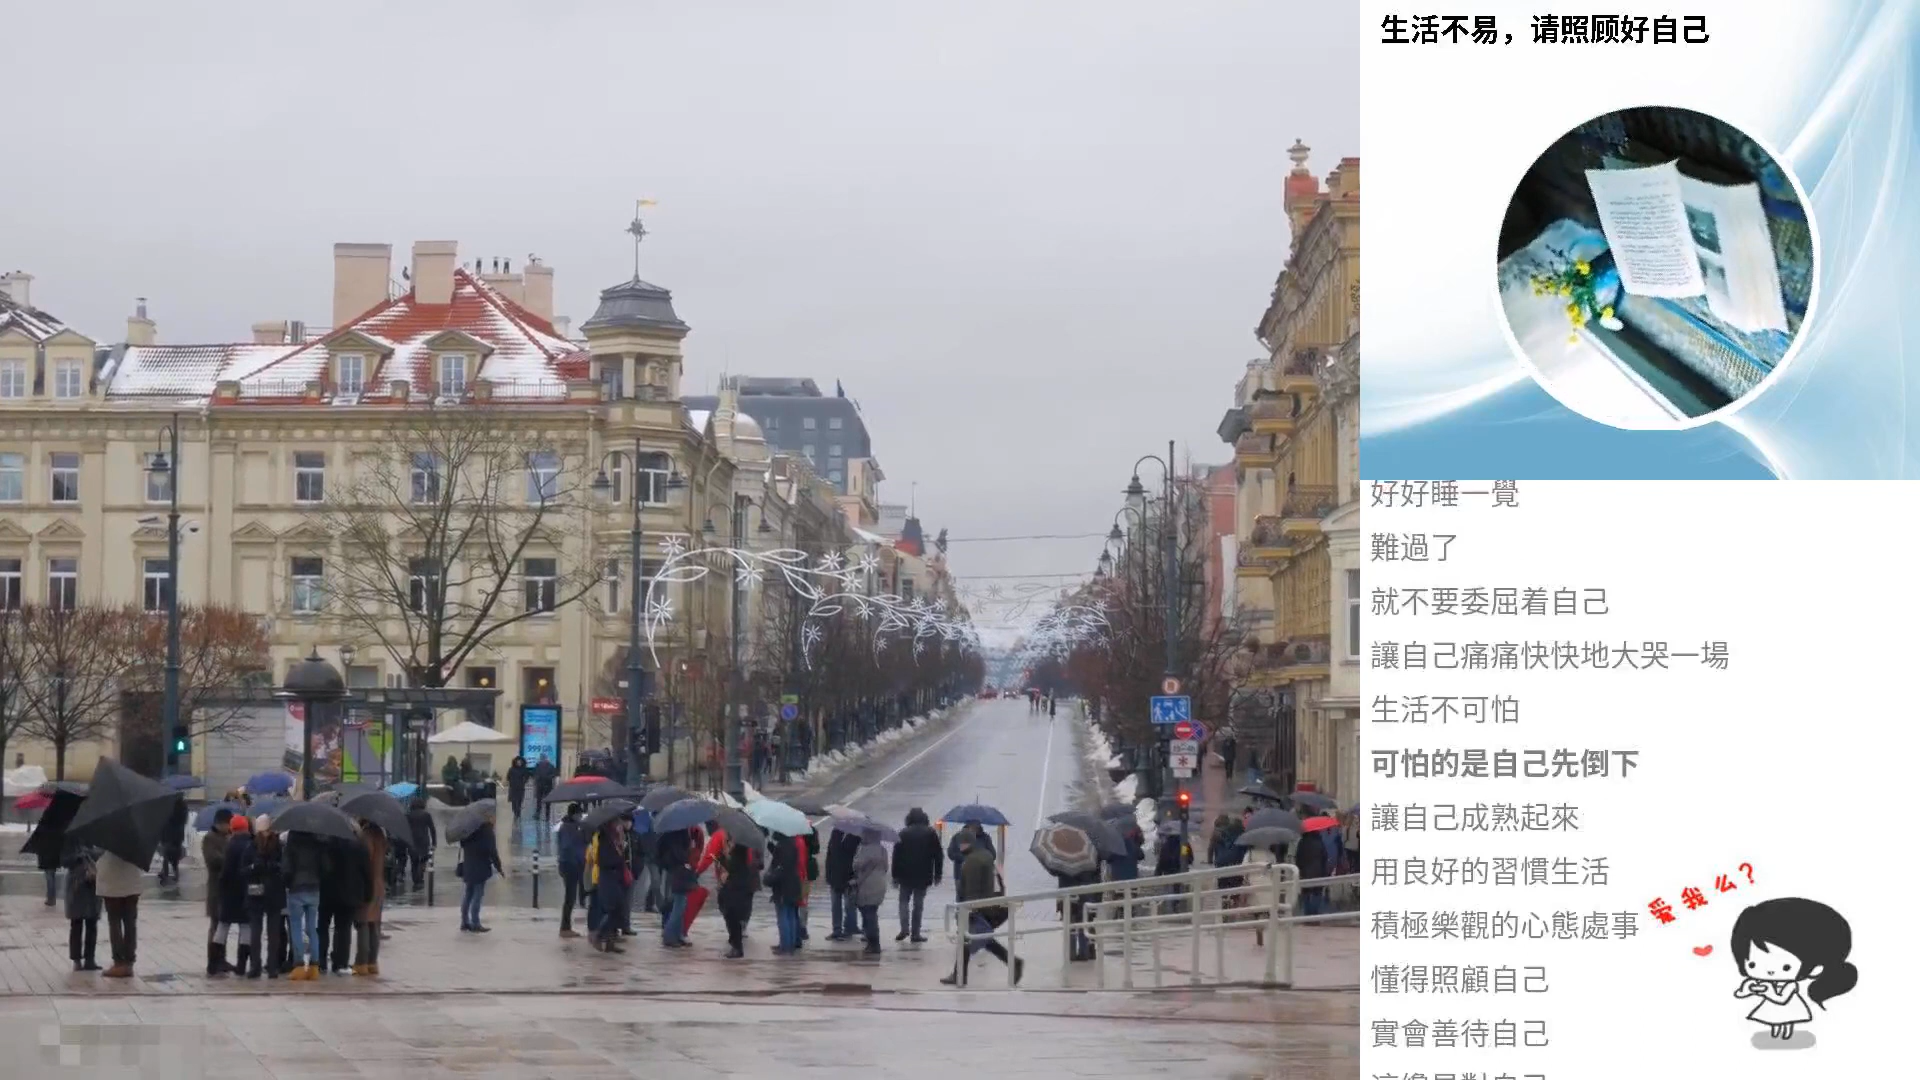 生活不易，请照顾好自己
好好睡一覺
難過了
就不要委屈着自己
讓自己痛痛快快地大哭一場
生活不可怕
可怕的是自己先倒下
讓自己成熟起來
用良好的習慣生活
積極樂觀的心態處事
懂得照顧自己
實會善待自己
爱我么？
999